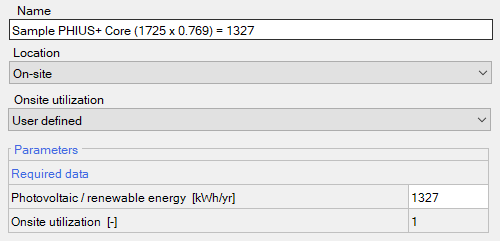 Name
Sample PHIUS+ Core (1725 x 0.769) = 1327
Location
On-site
Onsite utilization
User defined
Parameters
Required data
Photovoltaic / renewable energy [kWh/yr] 1327
Onsite utilization [-] 1